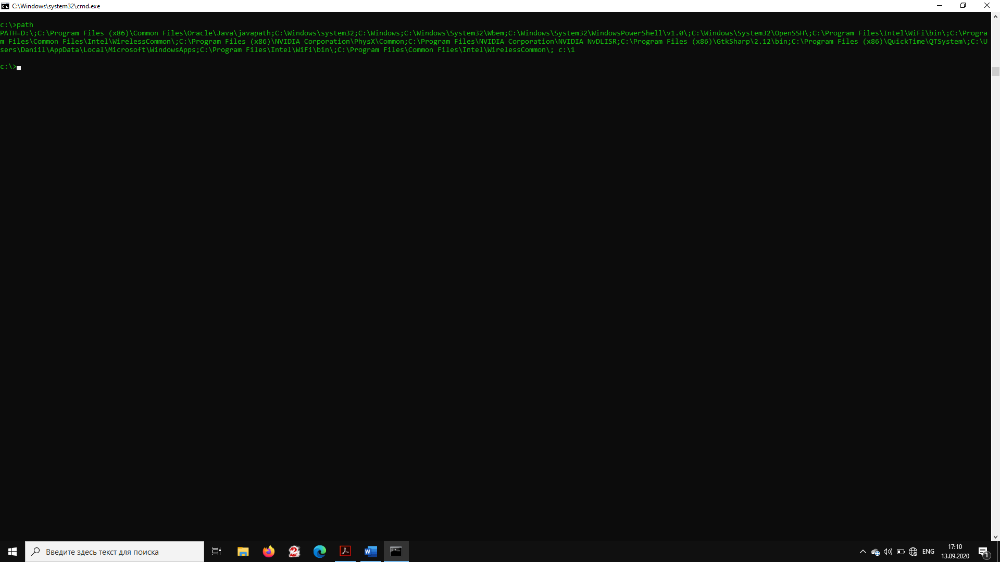 C:\Windows\system32\cmd.exe
c:\>path
PATH=D:\;C:\Program Files (x86)\Common Files\Oracle\Java\javapath;C:\Windows\system32;C:\Windows;C:\Windows\System32\Wbem;C:\Windows\System32\WindowsPowerShell\v1.0\;C:\Windows\System32\OpenSSH\;C:\Program Files\Intel\WiFi\bin\;C:\Progra
m Files\Common Files\Intel\WirelessCommon\;C:\Program Files (x86)\NVIDIA Corporation\PhysX\Common;C:\Program Files\NVIDIA Corporation\NVIDIA NvDLISR;C:\Program Files (x86)\GtkSharp\2.12\bin;C:\Program Files (x86)\QuickTime\QTSystem\;C:\U
sers\Daniil\AppData\Local\Microsoft\WindowsApps;C:\Program Files\Intel\WiFi\bin\;C:\Program Files\Common Files\Intel\WirelessCommon\; c:\1
c:\>
Введите здесь текст для поиска
ENG
17:10
13.09.2020
1